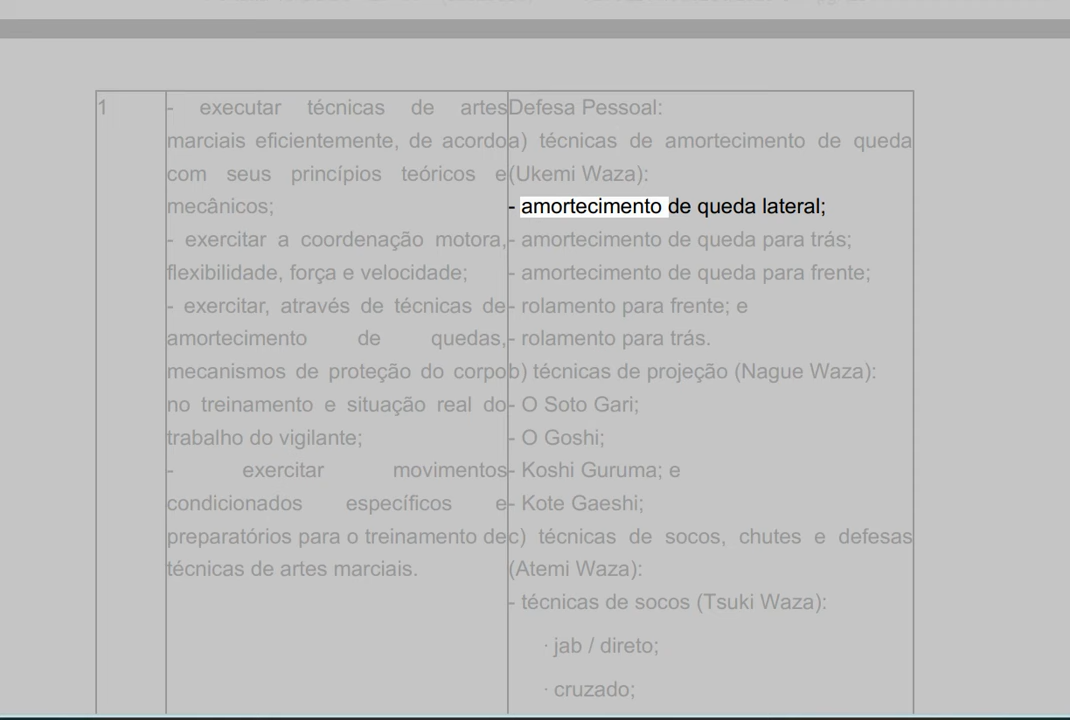 1
- executar técnicas de artes
marciais eficientemente, de acordo
com seus princípios teóricos e
mecânicos;
- exercitar a coordenação motora,
flexibilidade, força e velocidade;
- exercitar, através de técnicas de
amortecimento de quedas,
mecanismos de proteção do corpo
no treinamento e situação real do
trabalho do vigilante;
- exercitar movimentos
condicionados específicos e
preparatórios para o treinamento de
técnicas de artes marciais.
Defesa Pessoal:
a) técnicas de amortecimento de queda
(Ukemi Waza):
- amortecimento de queda lateral;
- amortecimento de queda para trás;
- amortecimento de queda para frente;
- rolamento para frente; e
- rolamento para trás.
b) técnicas de projeção (Nague Waza):
- O Soto Gari;
- O Goshi;
- Koshi Guruma; e
- Kote Gaeshi;
c) técnicas de socos, chutes e defesas
(Atemi Waza):
- técnicas de socos (Tsuki Waza):
· jab / direto;
· cruzado;